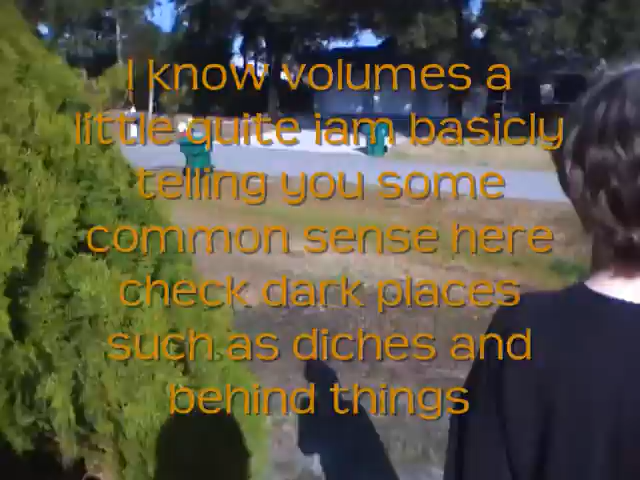 I know volumes a
little quite iam basicly
telling you some
common sense here
check dark places
such as diches and
behind things